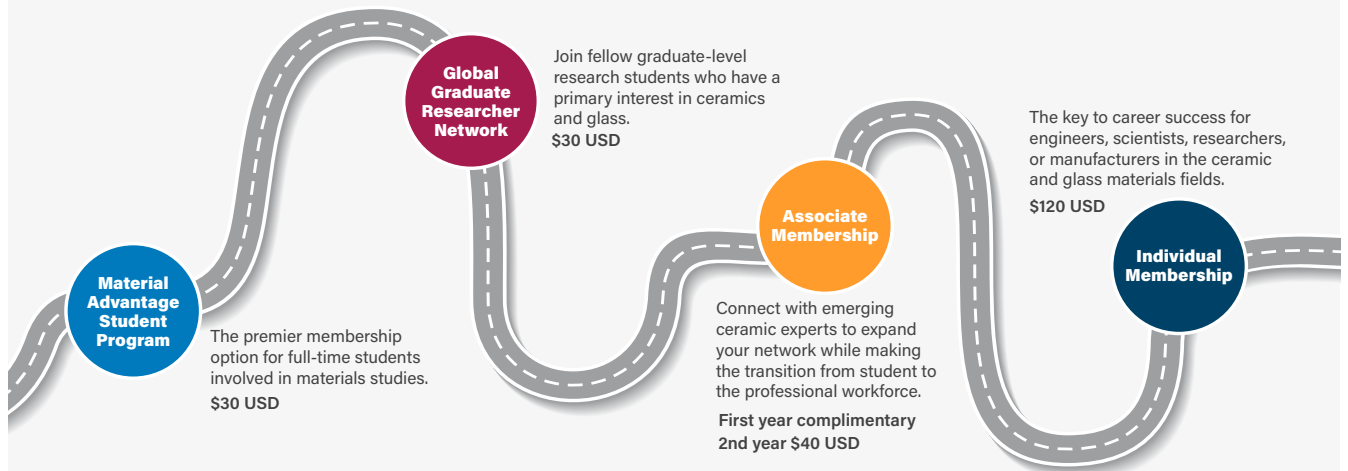 Material
Advantage
Student
Program
The premier membership
option for full-time students
involved in materials studies.
$30 USD
Global
Graduate
Researcher
Network
Join fellow graduate-level
research students who have a
primary interest in ceramics
and glass.
$30 USD
Associate
Membership
Connect with emerging
ceramic experts to expand
your network while making
the transition from student to
the professional workforce.
First year complimentary
2nd year $40 USD
The key to career success for
engineers, scientists, researchers,
or manufacturers in the ceramic
and glass materials fields.
$120 USD
Individual
Membership